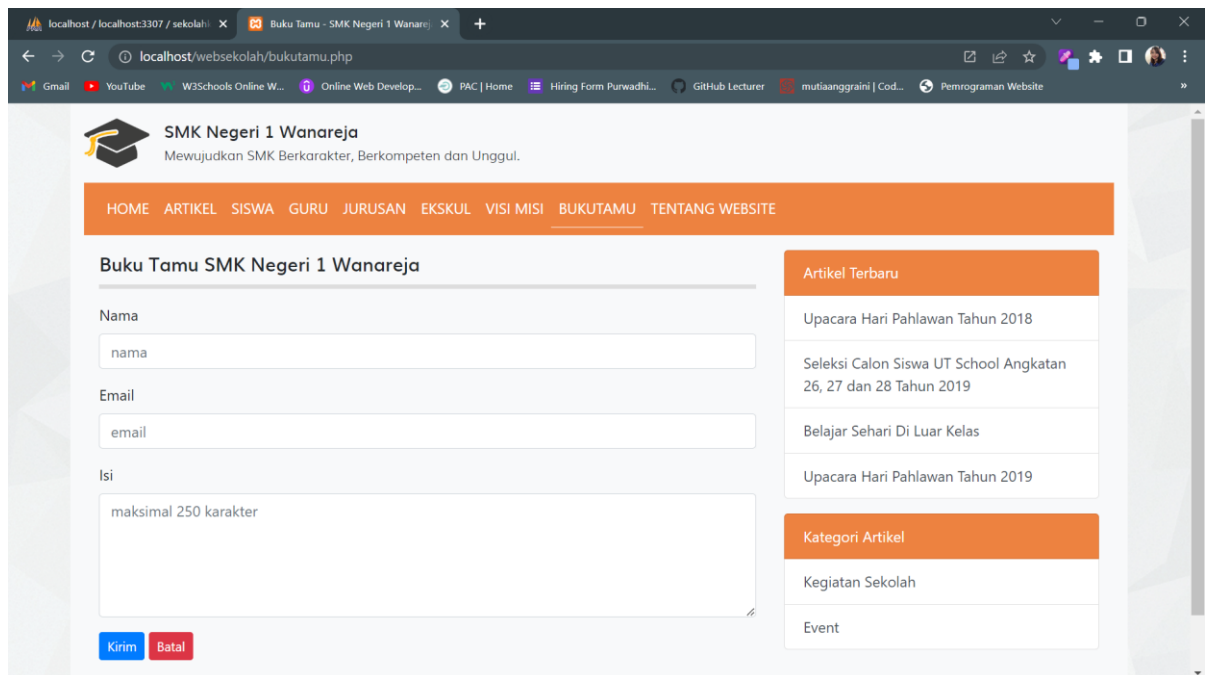 localhost / localhost:3307 / sekolahk
Buku Tamu - SMK Negeri 1 Wanarej
localhost/websekolah/bukutamu.php
Gmail YouTube W3Schools Online W... Online Web Develop... PAC | Home Hiring Form Purwadhi... GitHub Lecturer mutiaanggraini | Cod... Pemrograman Website »
SMK Negeri 1 Wanareja
Mewujudkan SMK Berkarakter, Berkompeten dan Unggul.
HOME ARTIKEL SISWA GURU JURUSAN EKSKUL VISI MISI BUKUTAMU TENTANG WEBSITE
Buku Tamu SMK Negeri 1 Wanareja
Nama
nama
Email
email
Isi
maksimal 250 karakter
Kirim Batal
Artikel Terbaru
Upacara Hari Pahlawan Tahun 2018
Seleksi Calon Siswa UT School Angkatan
26, 27 dan 28 Tahun 2019
Belajar Sehari Di Luar Kelas
Upacara Hari Pahlawan Tahun 2019
Kategori Artikel
Kegiatan Sekolah
Event